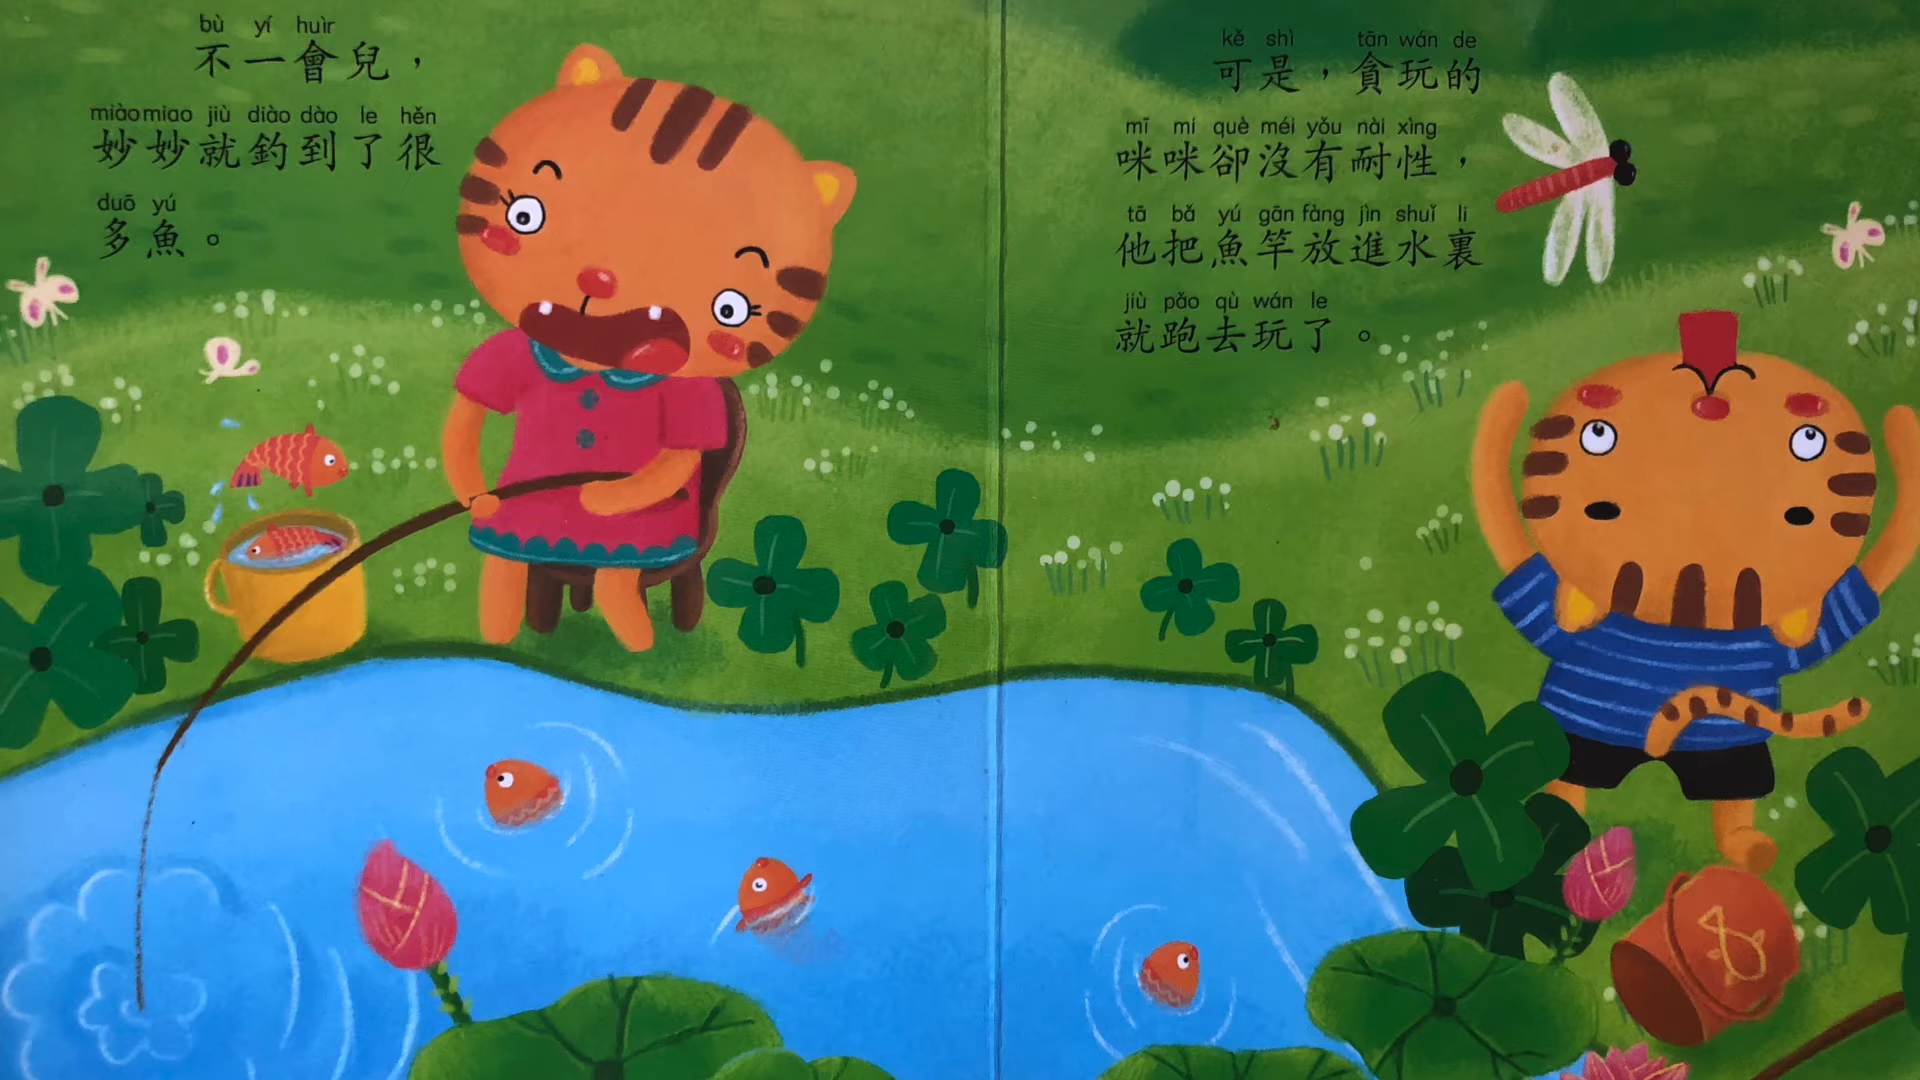 bù yí huìr
不一會兒，
miào miao jiù diào dào le hěn
妙妙就釣到了很
duō yú
多魚。
kě shì tān wán de
可是，貪玩的
mī mí què méi yǒu nài xìng
咪咪卻沒有耐性，
tā bǎ yú gān fàng jìn shuǐ li
他把魚竿放進水裏
jiù pǎo qù wán le
就跑去玩了。